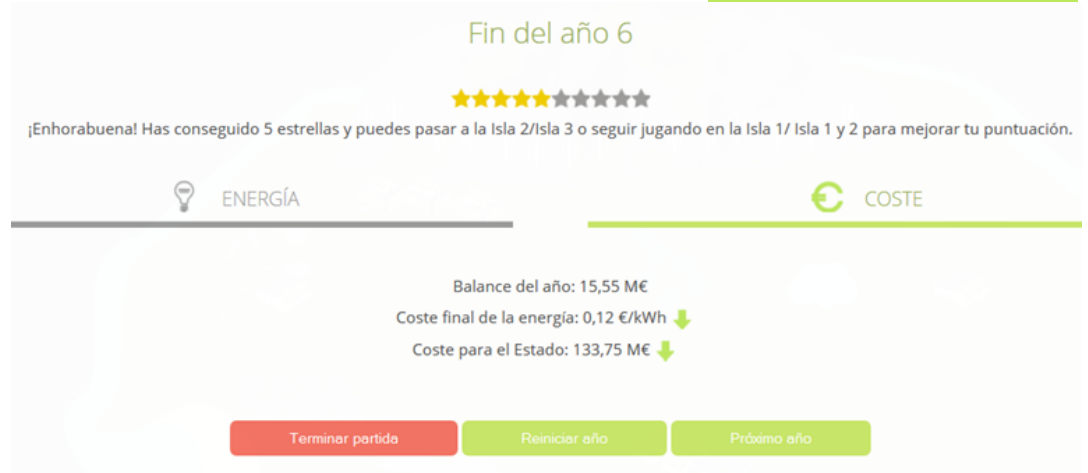 Fin del año 6
¡Enhorabuena! Has conseguido 5 estrellas y puedes pasar a la Isla 2/Isla 3 o seguir jugando en la Isla 1/ Isla 1 y 2 para mejorar tu puntuación.
ENERGÍA
COSTE
Balance del año: 15,55 M€
Coste final de la energía: 0,12 €/kWh
Coste para el Estado: 133,75 M€
Terminar partida
Reiniciar año
Próximo año